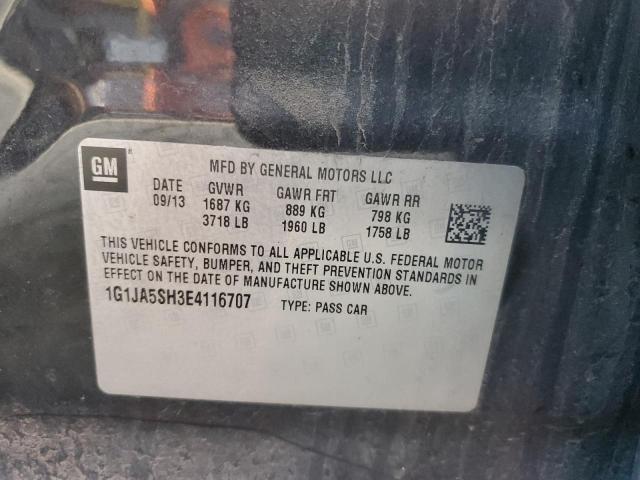 GM
MFD BY GENERAL MOTORS LLC
DATE GVWR GAWR FRT GAWR RR
09/13 1687 KG 889 KG 798 KG
3718 LB 1960 LB 1758 LB
THIS VEHICLE CONFORMS TO ALL APPLICABLE U.S. FEDERAL MOTOR
VEHICLE SAFETY, BUMPER, AND THEFT PREVENTION STANDARDS IN
EFFECT ON THE DATE OF MANUFACTURE SHOWN ABOVE.
1G1JA5SH3E4116707 TYPE: PASS CAR